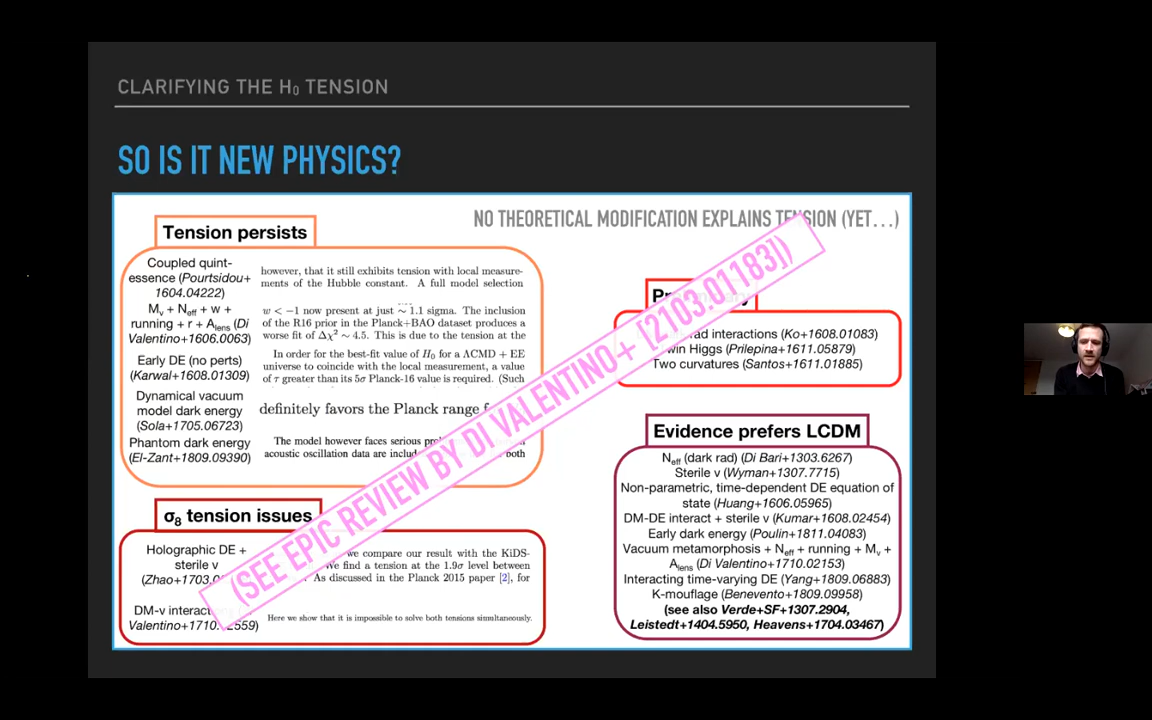 CLARIFYING THE H₀ TENSION
SO IS IT NEW PHYSICS?
NO THEORETICAL MODIFICATION EXPLAINS TENSION (YET...)
Tension persists
Coupled quint-
essence (Pourtsidou+
1604.04222)
however, that it still exhibits tension with local measure-
ments of the Hubble constant. A full model selection
Mᵥ + Neff + w +
running + r + Alens (Di
Valentino+1606.0063)
w < −1 now present at just ~ 1.1 sigma. The inclusion
of the R16 prior in the Planck+BAO dataset produces a
worse fit of Δχ² ~ 4.5. This is due to the tension at the
Early DE (no perts)
(Karwal+1608.01309)
In order for the best-fit value of H₀ for a ΛCMD + EE
universe to coincide with the local measurement, a value
of τ greater than its 5σ Planck-16 value is required. (Such
Dynamical vacuum
model dark energy
(Sola+1705.06723)
definitely favors the Planck range
Phantom dark energy
(El-Zant+1809.09390)
The model however faces serious
acoustic oscillation data are both
σ₈ tension issues
Holographic DE +
sterile ν
(Zhao+1703.
we compare our result with the KiDS-
We find a tension at the 1.9σ level between
As discussed in the Planck 2015 paper [2], for
DM-ν
Valentino+1710. 559)
Here we show that it is impossible to solve both tensions simultaneously.
(SEE EPIC REVIEW BY DI VALENTINO+ [2103.01183])
interactions (Ko+1608.01083)
Higgs (Prilepina+1611.05879)
Two curvatures (Santos+1611.01885)
Evidence prefers LCDM
Neff (dark rad) (Di Bari+1303.6267)
Sterile ν (Wyman+1307.7715)
Non-parametric, time-dependent DE equation of
state (Huang+1606.05965)
DM-DE interact + sterile ν (Kumar+1608.02454)
Early dark energy (Poulin+1811.04083)
Vacuum metamorphosis + Neff + running + Mᵥ +
Alens (Di Valentino+1710.02153)
Interacting time-varying DE (Yang+1809.06883)
K-mouflage (Benevento+1809.09958)
(see also Verde+SF+1307.2904,
Leistedt+1404.5950, Heavens+1704.03467)